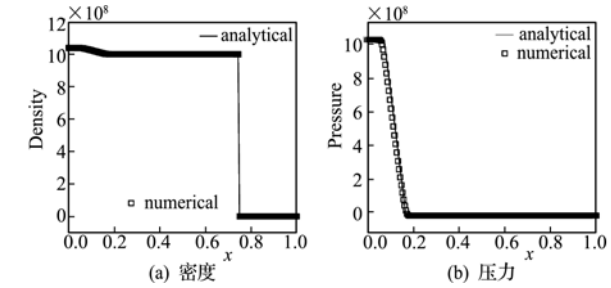 ×10⁸
12
10
8
6
4
2
0
Density
analytical
numerical
0.0 0.2 0.4 0.6 0.8 1.0
x
(a) 密度
×10⁸
10
8
6
4
2
0
Pressure
analytical
numerical
0.0 0.2 0.4 0.6 0.8 1.0
x
(b) 压力